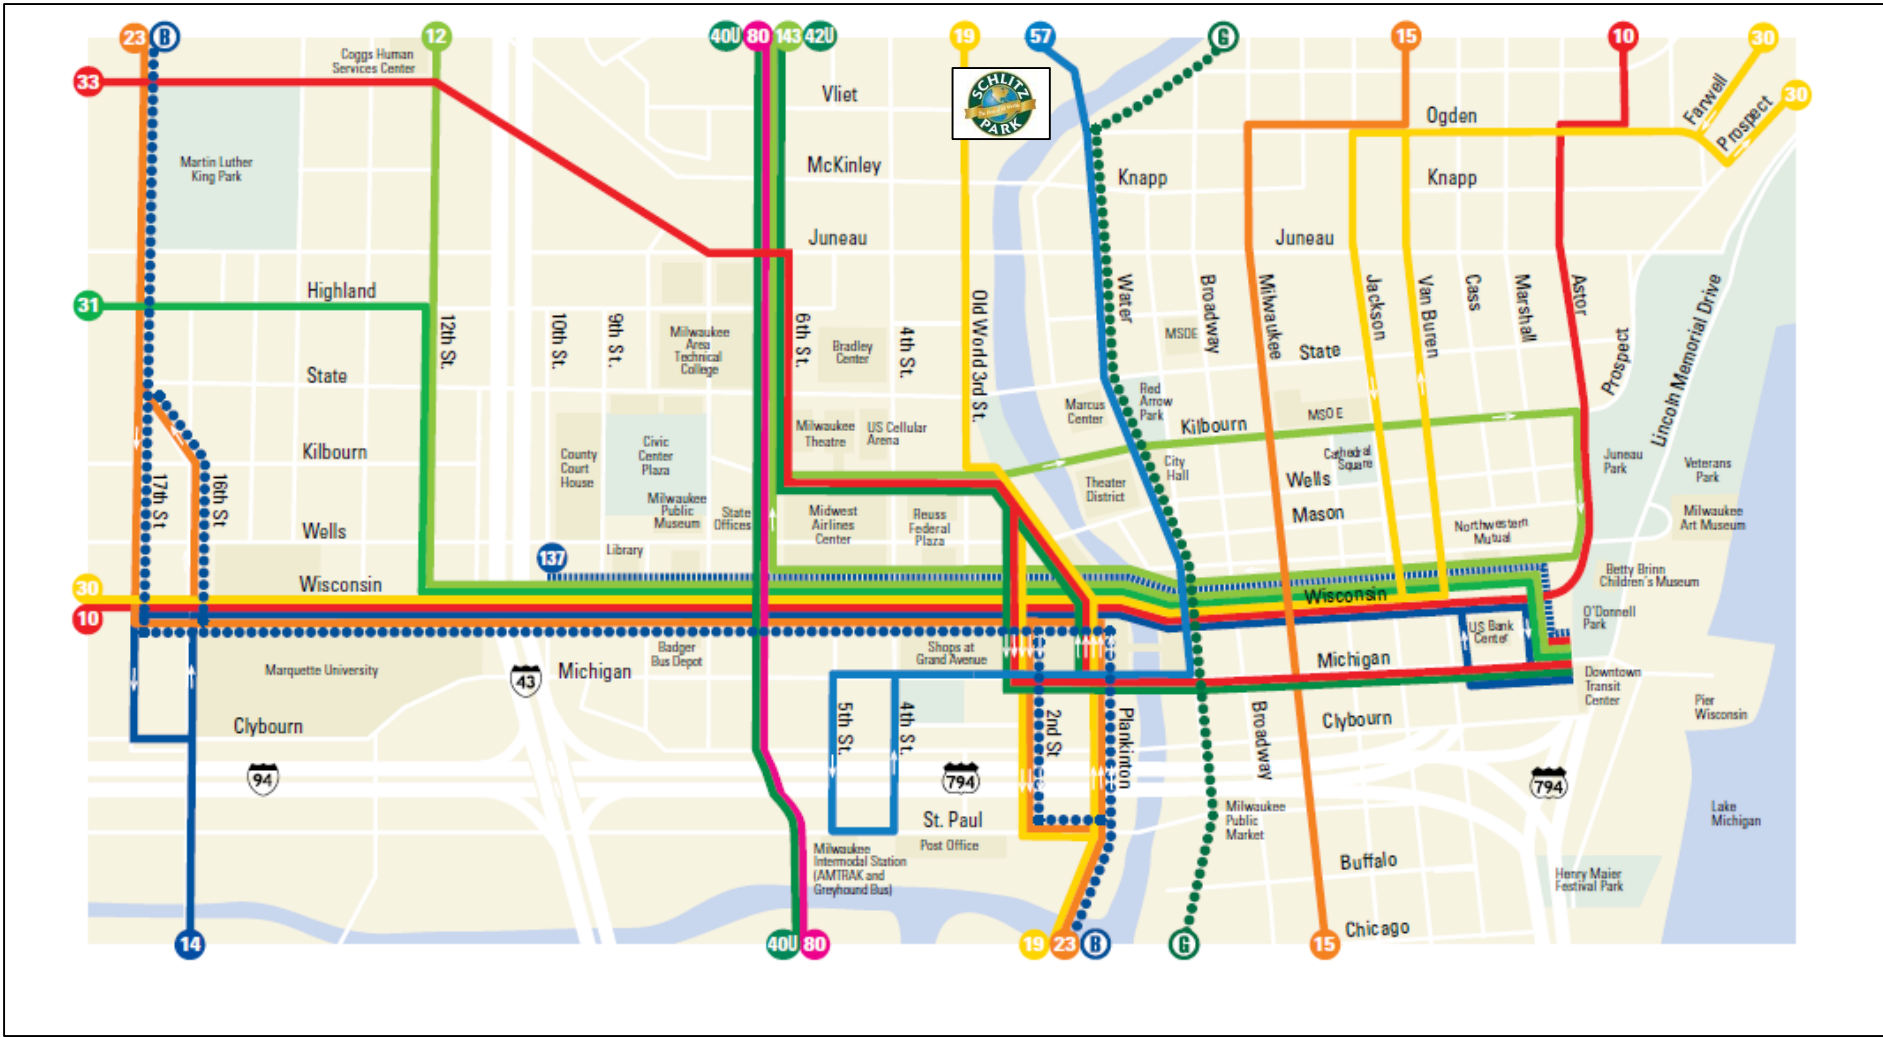 23
B
12
40U
80
143
42U
19
57
G
15
10
30
Coggs Human
Services Center
33
SCHLITZ
PARK
Vliet
Farwell
30
Prospect
Ogden
Martin Luther
King Park
McKinley
Knapp
Knapp
Juneau
Juneau
31
Highland
12th St.
10th St.
9th St.
Milwaukee
Area
Technical
College
6th St.
Bradley
Center
4th St.
Old World 3rd St.
Water
MSOE
Broadway
Milwaukee
State
Jackson
Van Buren
Cass
Marshall
Astor
Prospect
Lincoln Memorial Drive
State
Marcus
Center
Red
Arrow
Park
Kilbourn
MSOE
Kilbourn
Milwaukee
Theatre
US Cellular
Arena
County
Court
House
Civic
Center
Plaza
Cathedral
Square
Juneau
Park
Veterans
Park
17th St
16th St
City
Hall
Theater
District
Wells
Milwaukee
Public
Museum
State
Offices
Midwest
Airlines
Center
Reuss
Federal
Plaza
Mason
Northwestern
Mutual
Milwaukee
Art Museum
Wells
Library
137
Wisconsin
Wisconsin
30
10
Betty Brinn
Children's Museum
O'Donnell
Park
US Bank
Center
Marquette University
43
Michigan
Badger
Bus Depot
Shops at
Grand Avenue
Michigan
Downtown
Transit
Center
Clybourn
5th St.
4th St.
2nd St
Plankinton
Broadway
Clybourn
Pier
Wisconsin
94
794
794
St. Paul
Post Office
Milwaukee
Public
Market
Lake
Michigan
Milwaukee
Intermodal Station
(AMTRAK and
Greyhound Bus)
Buffalo
Henry Maier
Festival Park
Chicago
14
40U
80
19
23
B
G
15